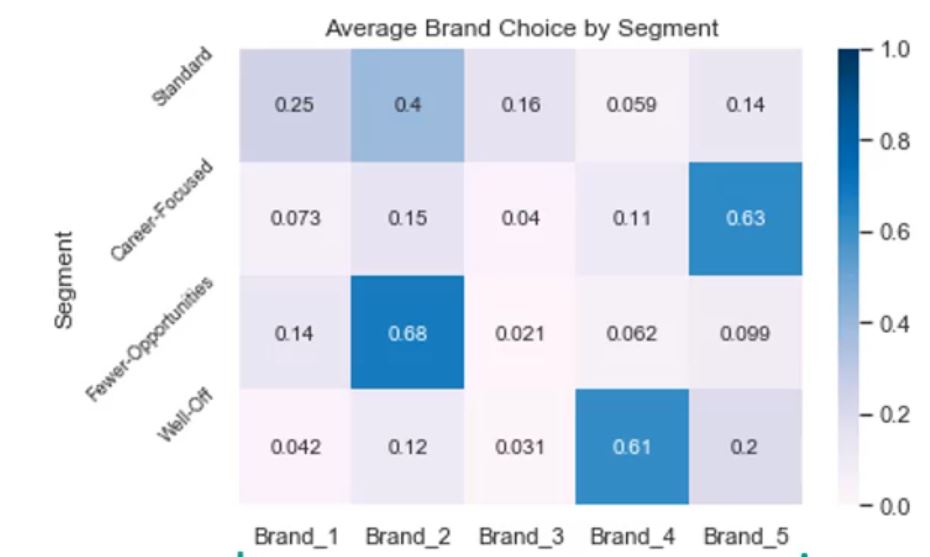 Average Brand Choice by Segment
Standard 0.25 0.4 0.16 0.059 0.14
Career-Focused 0.073 0.15 0.04 0.11 0.63
Fewer-Opportunities 0.14 0.68 0.021 0.062 0.099
Well-Off 0.042 0.12 0.031 0.61 0.2
Brand_1 Brand_2 Brand_3 Brand_4 Brand_5
Segment
1.0
0.8
0.6
0.4
0.2
0.0